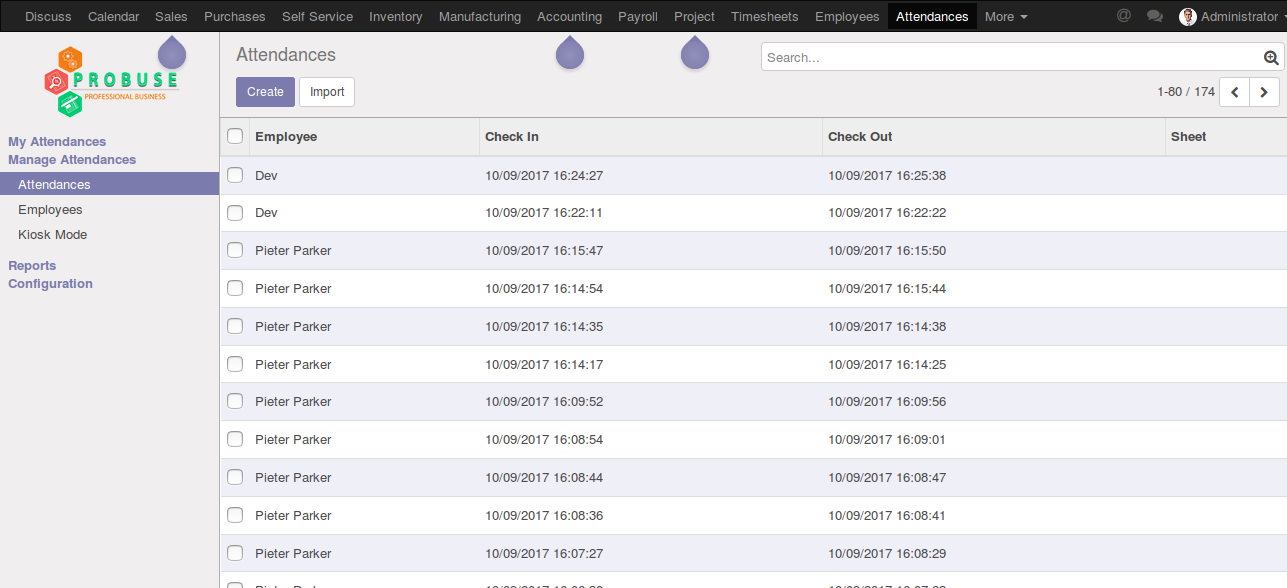 Discuss Calendar Sales Purchases Self Service Inventory Manufacturing Accounting Payroll Project Timesheets Employees Attendances More @ Administrator
PROBUSE
PROFESSIONAL BUSINESS
My Attendances
Manage Attendances
Attendances
Employees
Kiosk Mode
Reports
Configuration
Attendances
Search...
Create Import
1-80 / 174
Employee Check In Check Out Sheet
Dev 10/09/2017 16:24:27 10/09/2017 16:25:38
Dev 10/09/2017 16:22:11 10/09/2017 16:22:22
Pieter Parker 10/09/2017 16:15:47 10/09/2017 16:15:50
Pieter Parker 10/09/2017 16:14:54 10/09/2017 16:15:44
Pieter Parker 10/09/2017 16:14:35 10/09/2017 16:14:38
Pieter Parker 10/09/2017 16:14:17 10/09/2017 16:14:25
Pieter Parker 10/09/2017 16:09:52 10/09/2017 16:09:56
Pieter Parker 10/09/2017 16:08:54 10/09/2017 16:09:01
Pieter Parker 10/09/2017 16:08:44 10/09/2017 16:08:47
Pieter Parker 10/09/2017 16:08:36 10/09/2017 16:08:41
Pieter Parker 10/09/2017 16:07:27 10/09/2017 16:08:29